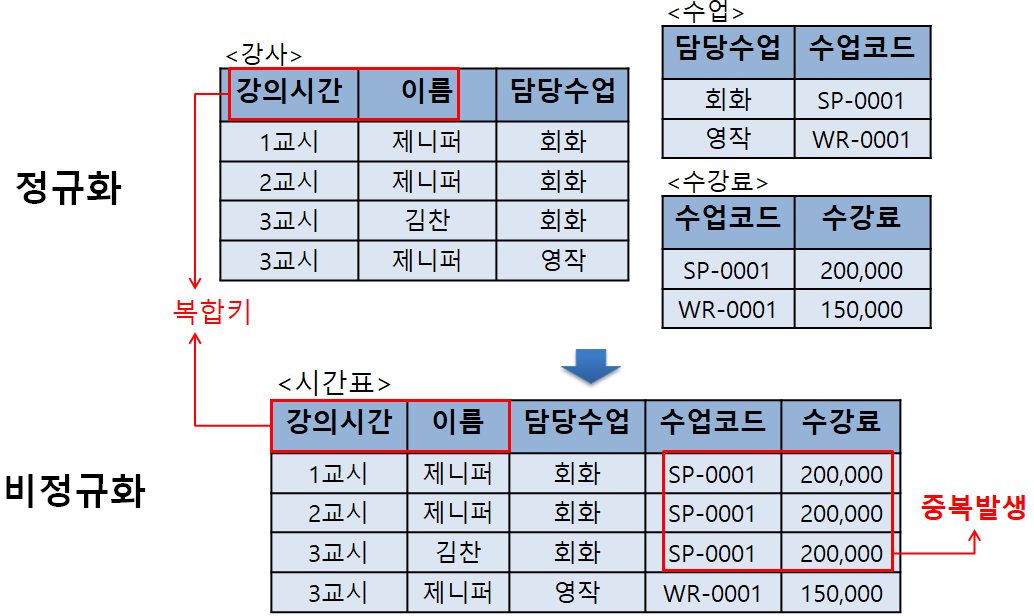 <수업>
담당수업 수업코드
회화 SP-0001
영작 WR-0001
<강사>
강의시간 이름 담당수업
1교시 제니퍼 회화
2교시 제니퍼 회화
3교시 김찬 회화
3교시 제니퍼 영작
정규화
<수강료>
수업코드 수강료
SP-0001 200,000
WR-0001 150,000
복합키
<시간표>
강의시간 이름 담당수업 수업코드 수강료
1교시 제니퍼 회화 SP-0001 200,000
2교시 제니퍼 회화 SP-0001 200,000
3교시 김찬 회화 SP-0001 200,000
3교시 제니퍼 영작 WR-0001 150,000
비정규화
중복발생